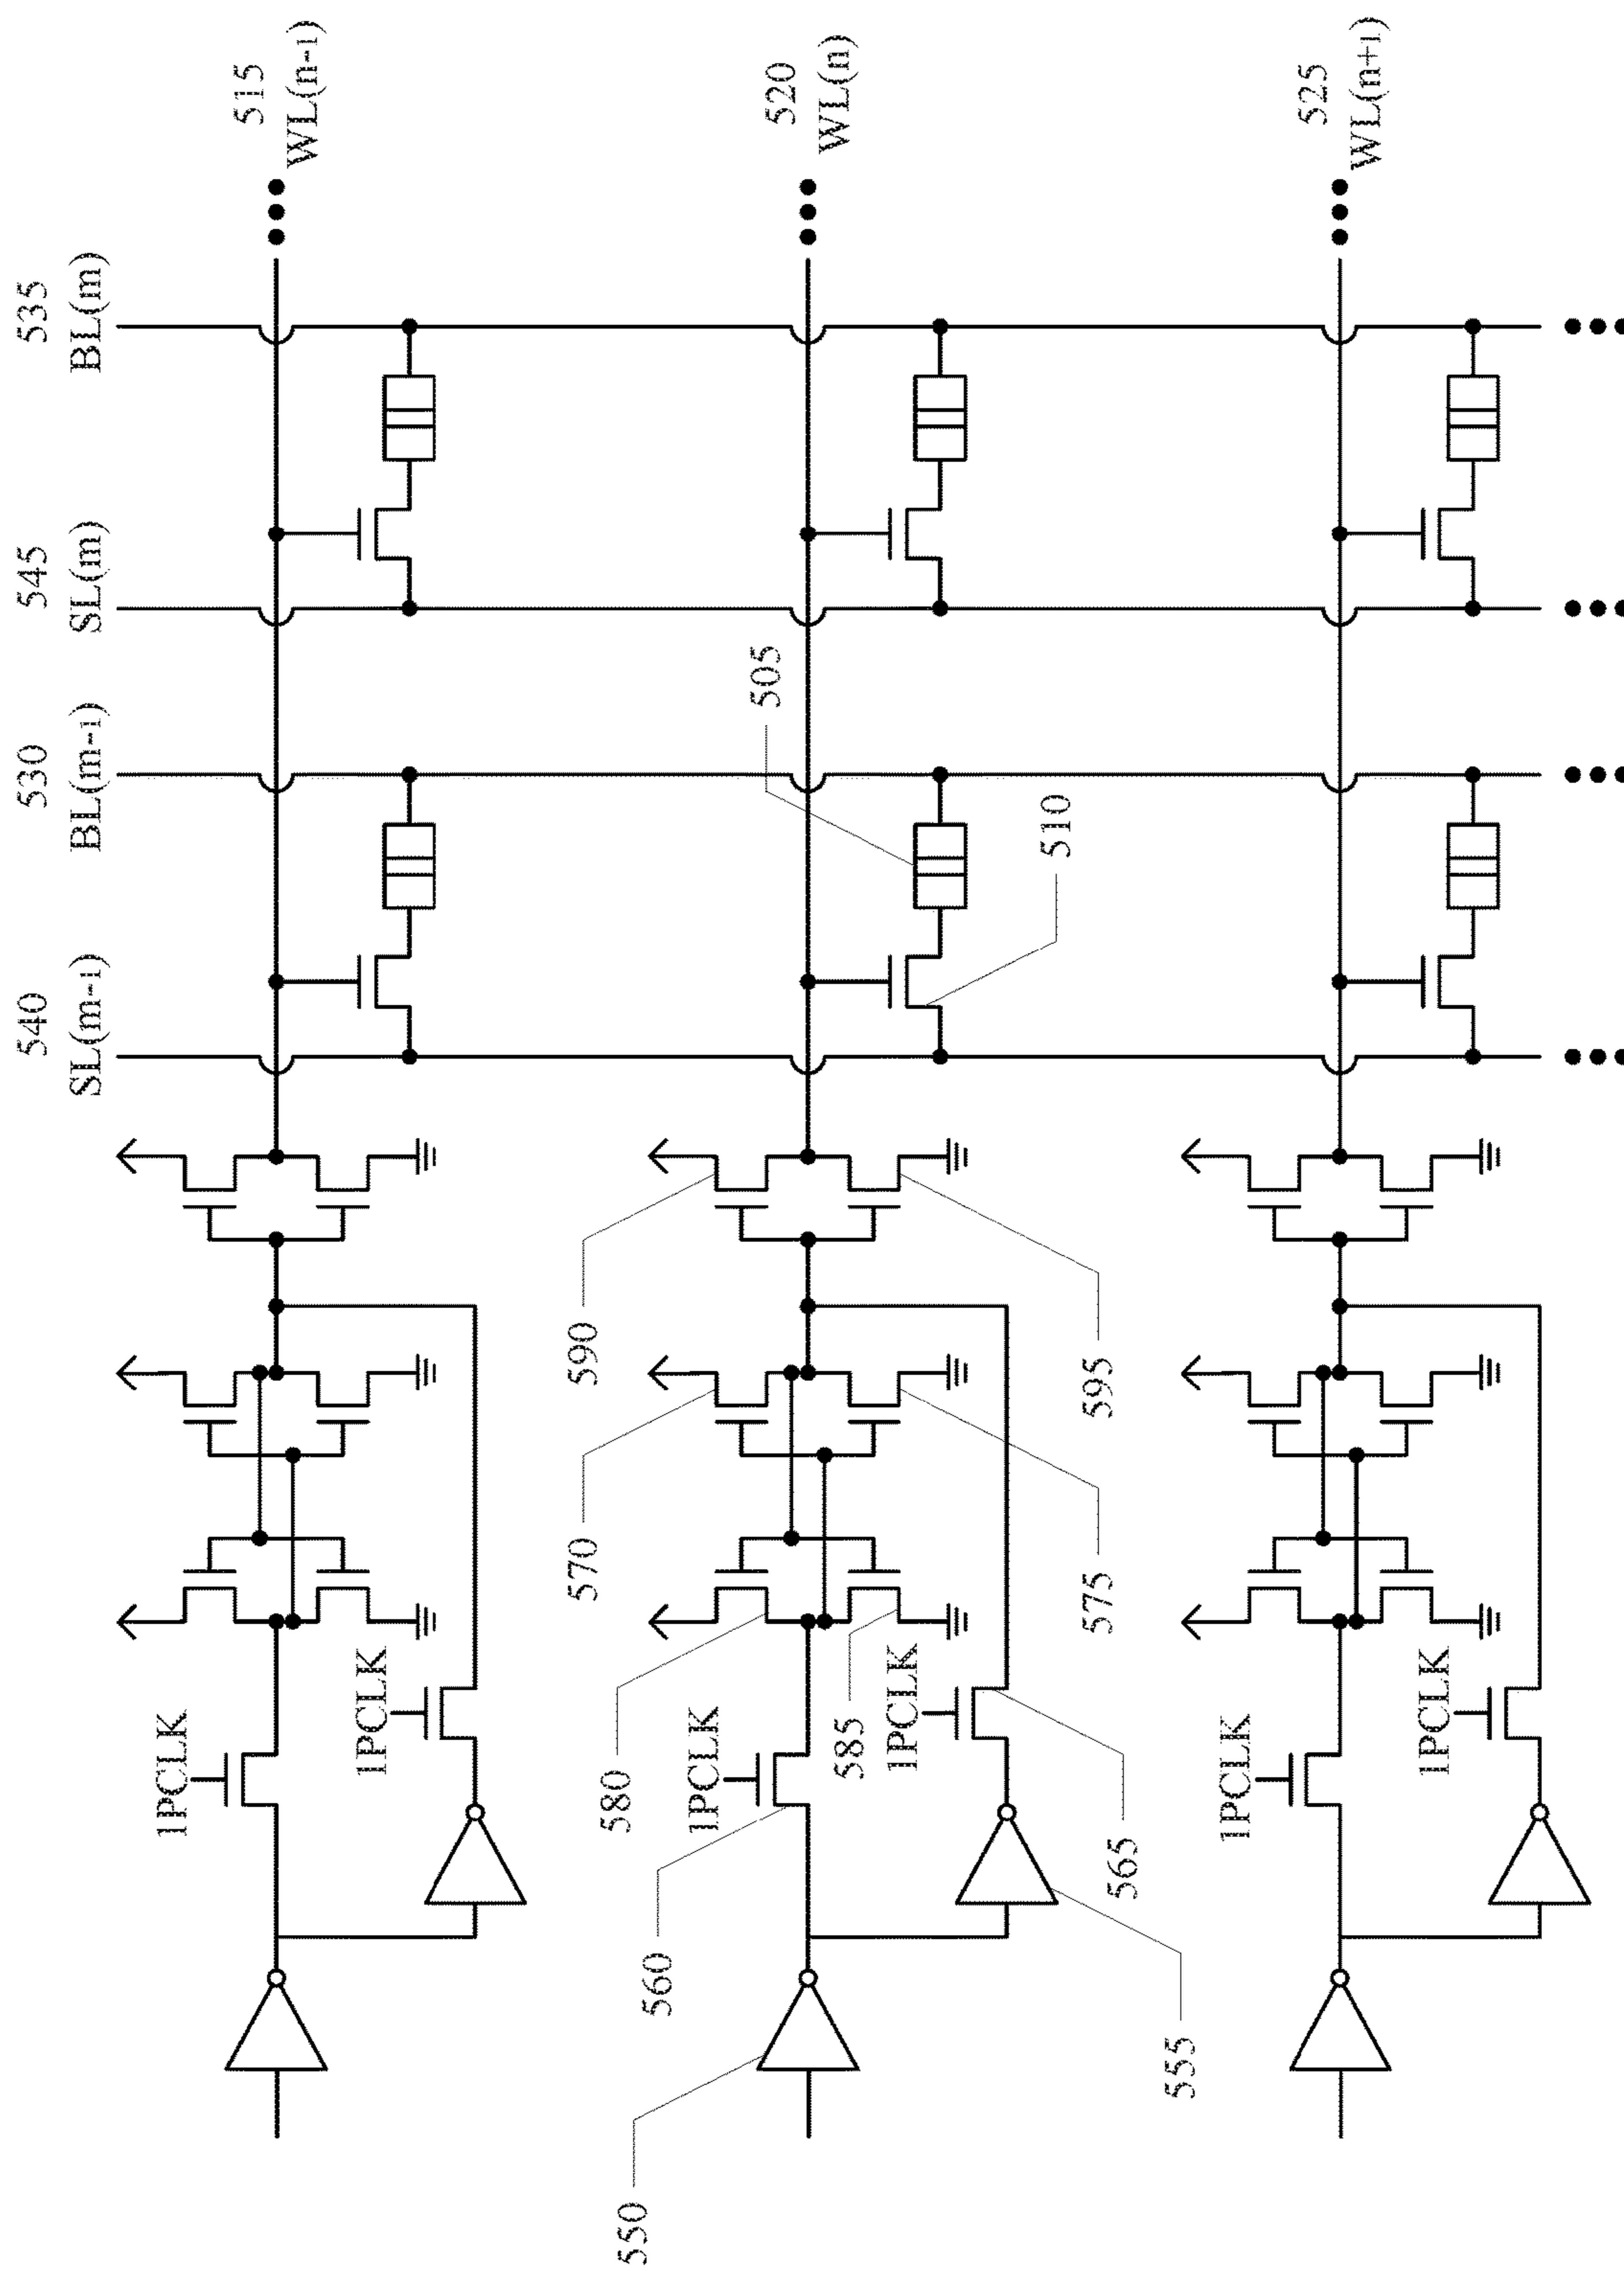 540
SL(m-1)
530
BL(m-1)
545
SL(m)
535
BL(m)
515
WL(n-1)
1PCLK
1PCLK
505
520
WL(n)
510
550
560
580
1PCLK
585
1PCLK
570
590
555
565
575
595
525
WL(n+1)
1PCLK
1PCLK